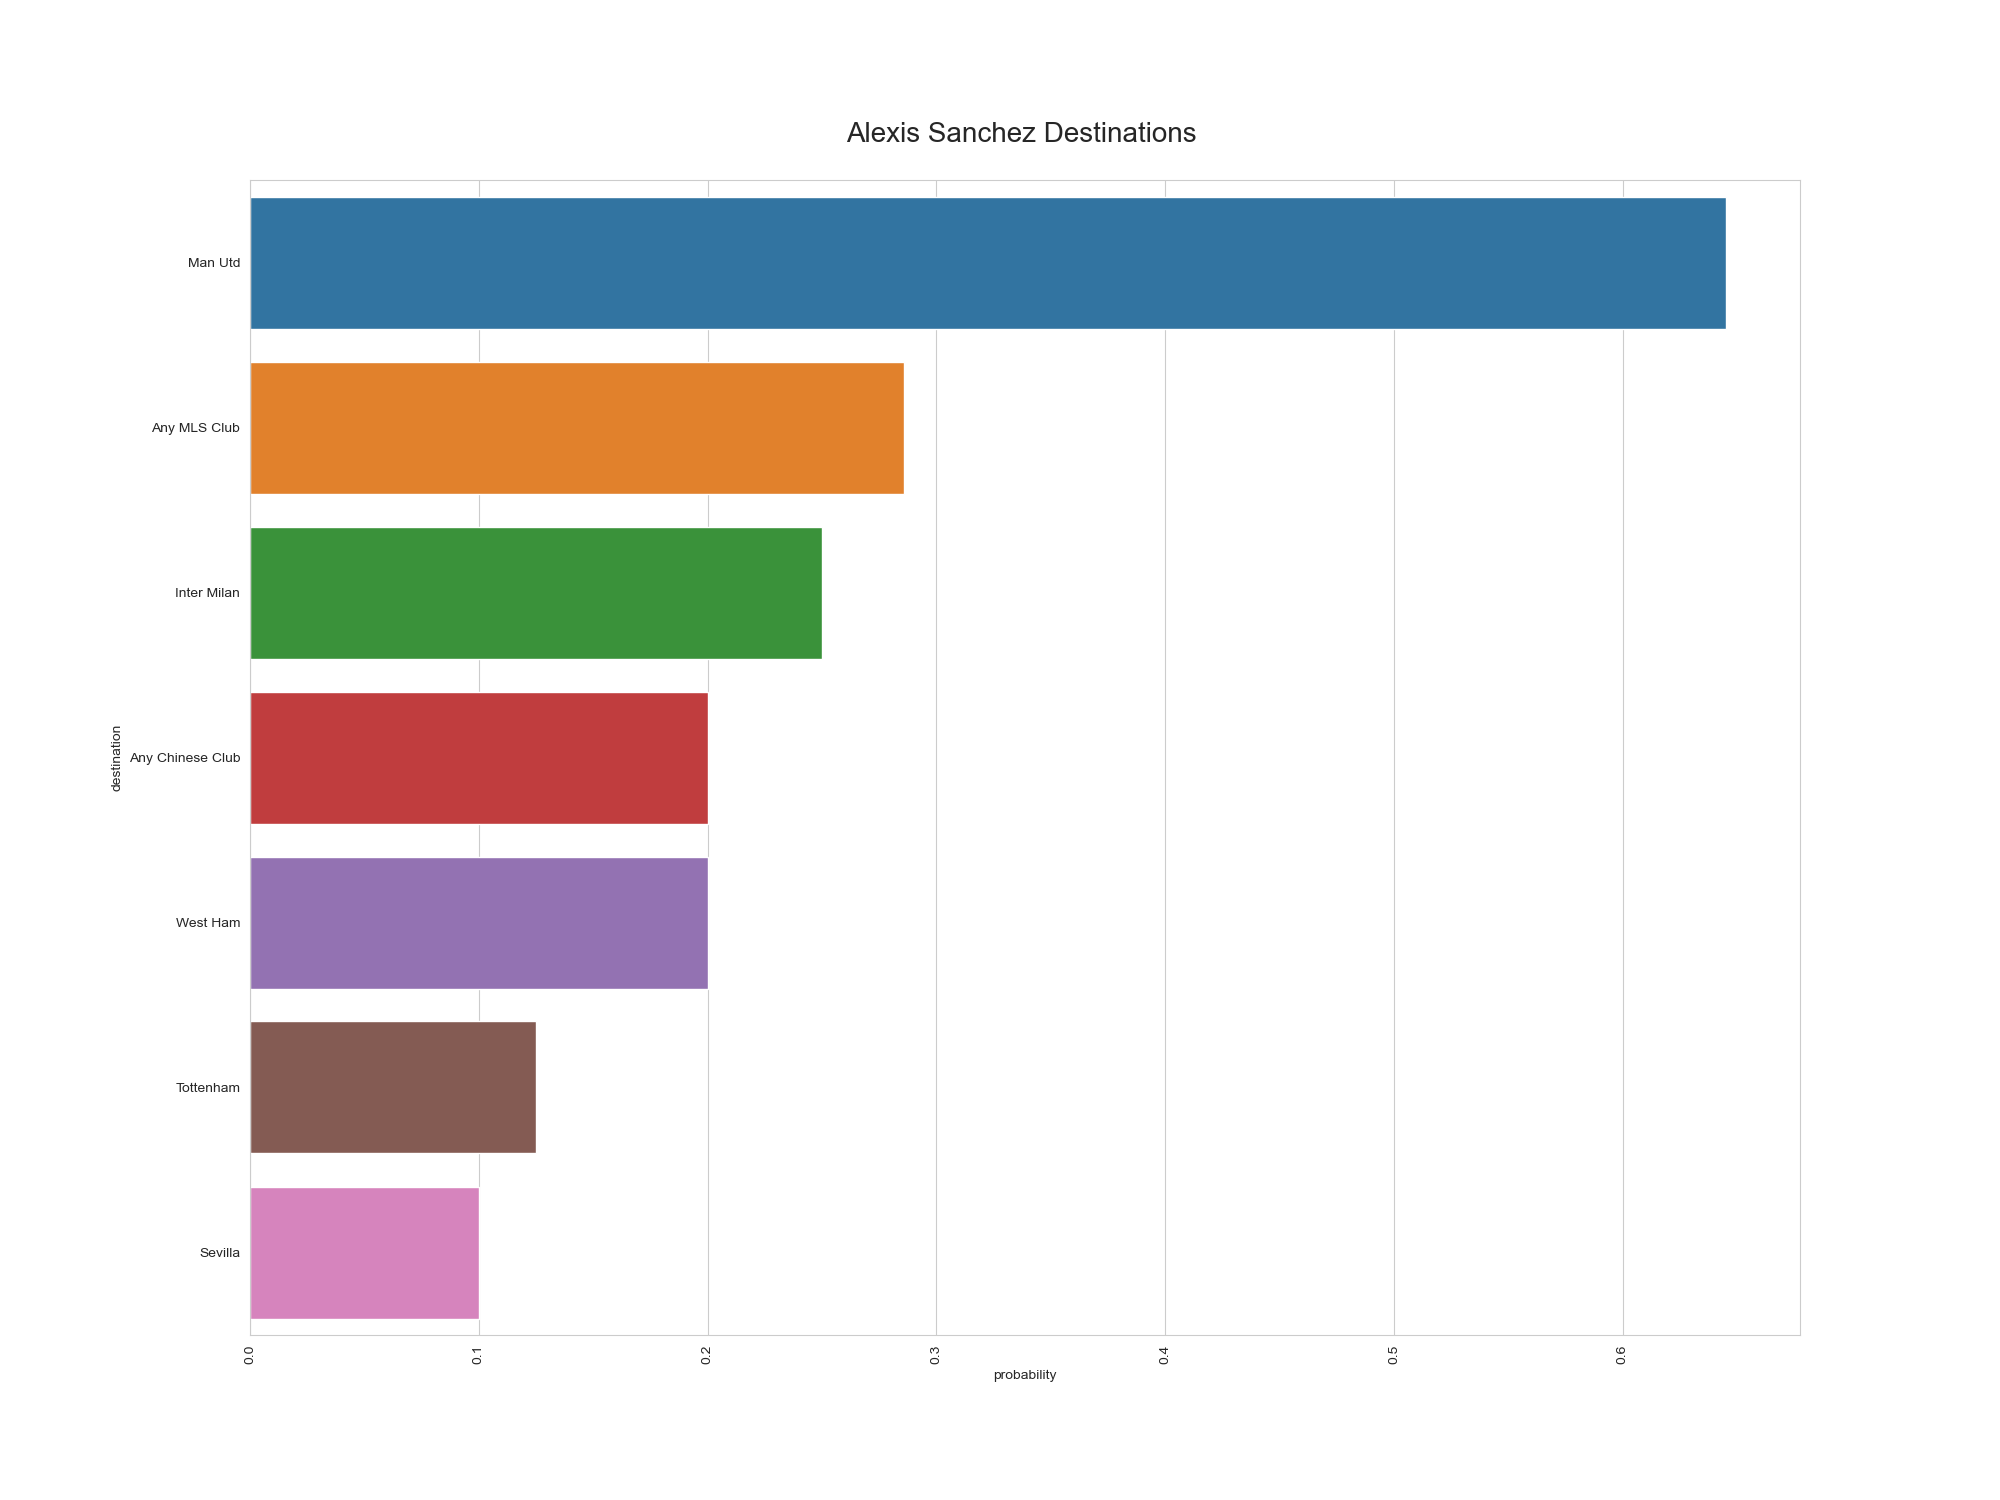 Alexis Sanchez Destinations
Man Utd
Any MLS Club
Inter Milan
Any Chinese Club
West Ham
Tottenham
Sevilla
destination
0.0 0.1 0.2 0.3 0.4 0.5 0.6
probability